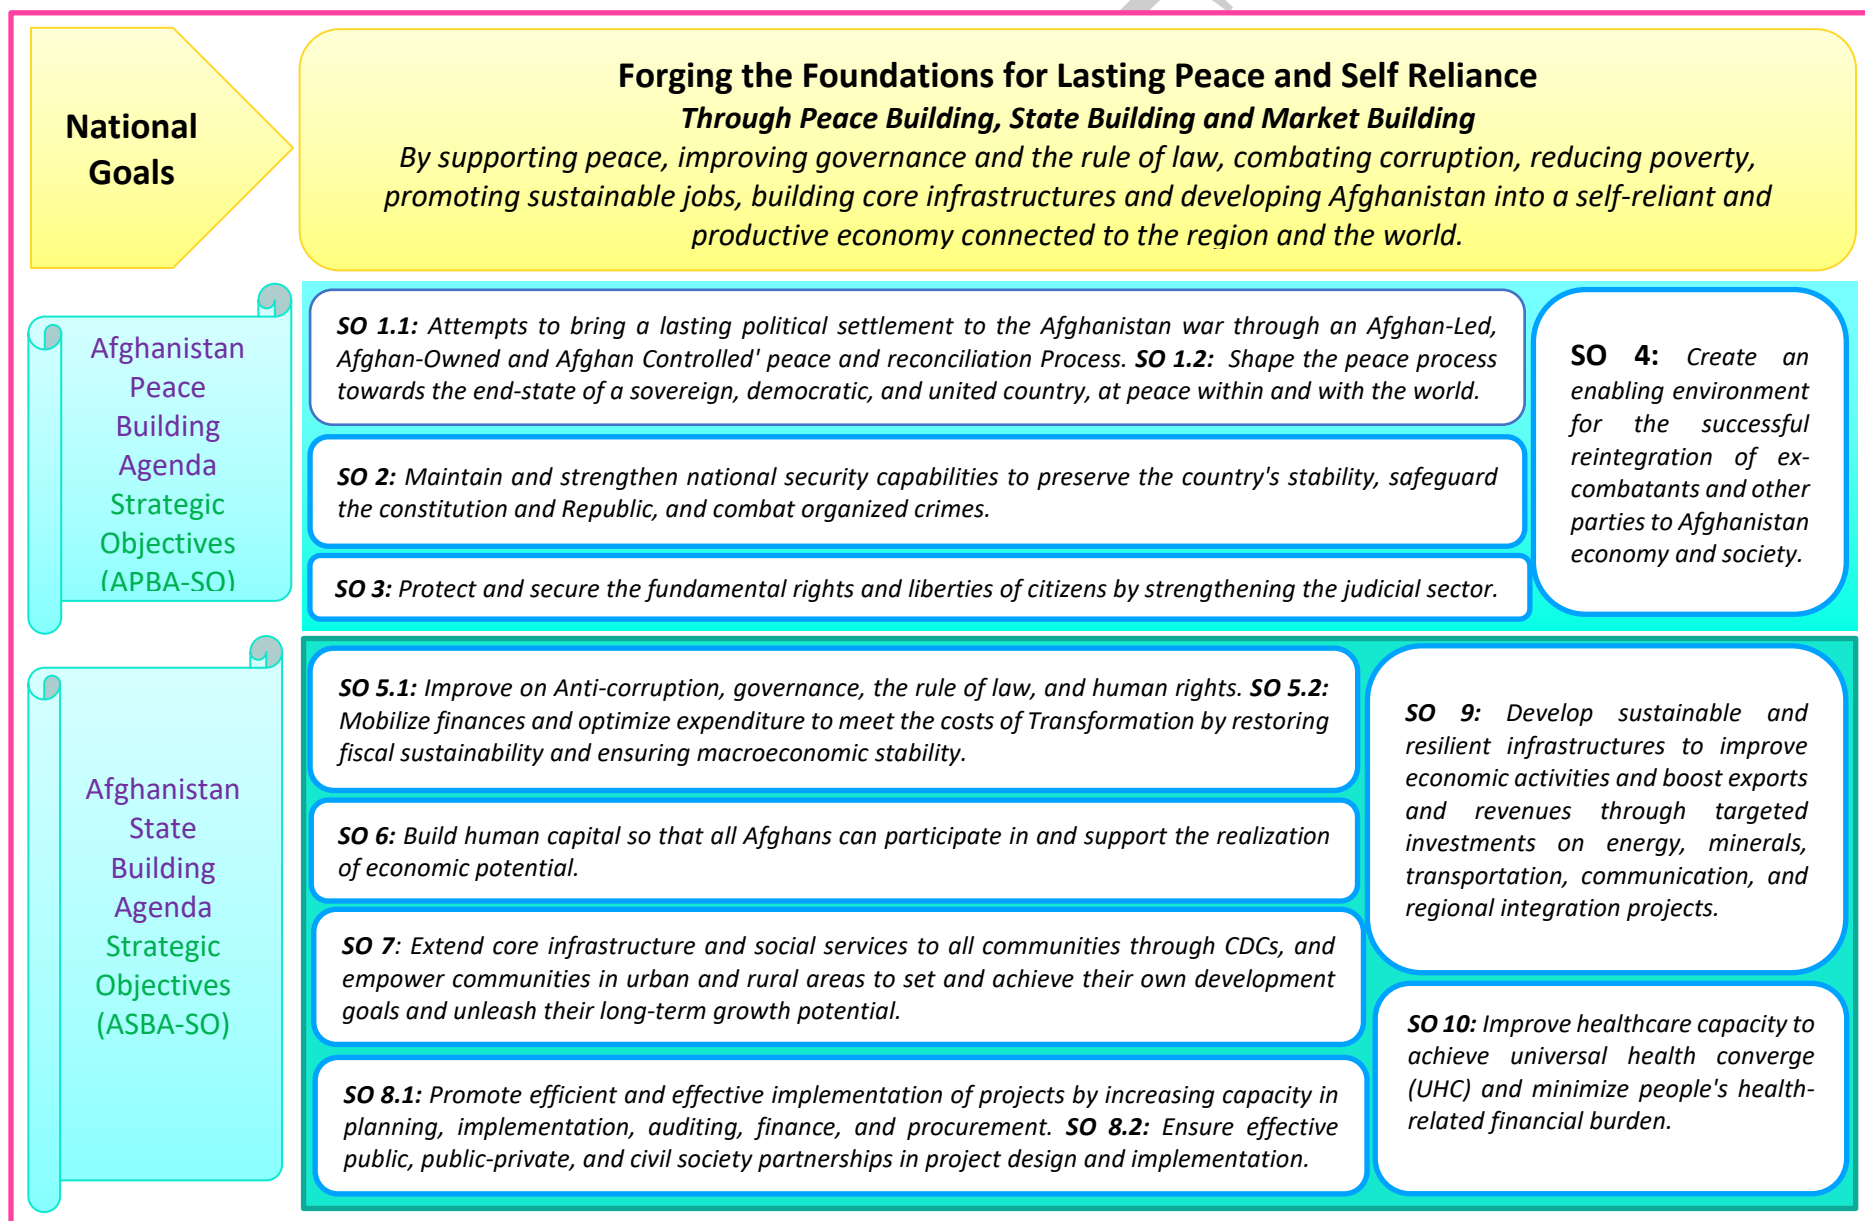 National
Goals
Forging the Foundations for Lasting Peace and Self Reliance
Through Peace Building, State Building and Market Building
By supporting peace, improving governance and the rule of law, combating corruption, reducing poverty,
promoting sustainable jobs, building core infrastructures and developing Afghanistan into a self-reliant and
productive economy connected to the region and the world.
Afghanistan
Peace
Building
Agenda
Strategic
Objectives
(APBA-SO)
SO 1.1: Attempts to bring a lasting political settlement to the Afghanistan war through an Afghan-Led,
Afghan-Owned and Afghan Controlled' peace and reconciliation Process. SO 1.2: Shape the peace process
towards the end-state of a sovereign, democratic, and united country, at peace within and with the world.
SO 2: Maintain and strengthen national security capabilities to preserve the country's stability, safeguard
the constitution and Republic, and combat organized crimes.
SO 3: Protect and secure the fundamental rights and liberties of citizens by strengthening the judicial sector.
SO 4: Create an
enabling environment
for the successful
reintegration of ex-
combatants and other
parties to Afghanistan
economy and society.
Afghanistan
State
Building
Agenda
Strategic
Objectives
(ASBA-SO)
SO 5.1: Improve on Anti-corruption, governance, the rule of law, and human rights. SO 5.2:
Mobilize finances and optimize expenditure to meet the costs of Transformation by restoring
fiscal sustainability and ensuring macroeconomic stability.
SO 6: Build human capital so that all Afghans can participate in and support the realization
of economic potential.
SO 7: Extend core infrastructure and social services to all communities through CDCs, and
empower communities in urban and rural areas to set and achieve their own development
goals and unleash their long-term growth potential.
SO 8.1: Promote efficient and effective implementation of projects by increasing capacity in
planning, implementation, auditing, finance, and procurement. SO 8.2: Ensure effective
public, public-private, and civil society partnerships in project design and implementation.
SO 9: Develop sustainable and
resilient infrastructures to improve
economic activities and boost exports
and revenues through targeted
investments on energy, minerals,
transportation, communication, and
regional integration projects.
SO 10: Improve healthcare capacity to
achieve universal health converge
(UHC) and minimize people's health-
related financial burden.